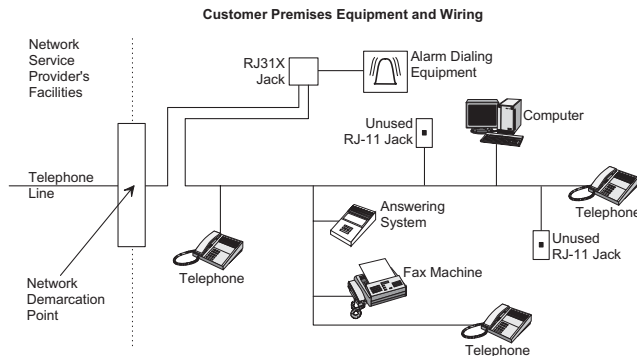 Customer Premises Equipment and Wiring
Network
Service
Provider's
Facilities
RJ31X
Jack
Alarm Dialing
Equipment
Unused
RJ-11 Jack
Computer
Telephone
Line
Answering
System
Telephone
Unused
RJ-11 Jack
Telephone
Fax Machine
Network
Demarcation
Point
Telephone